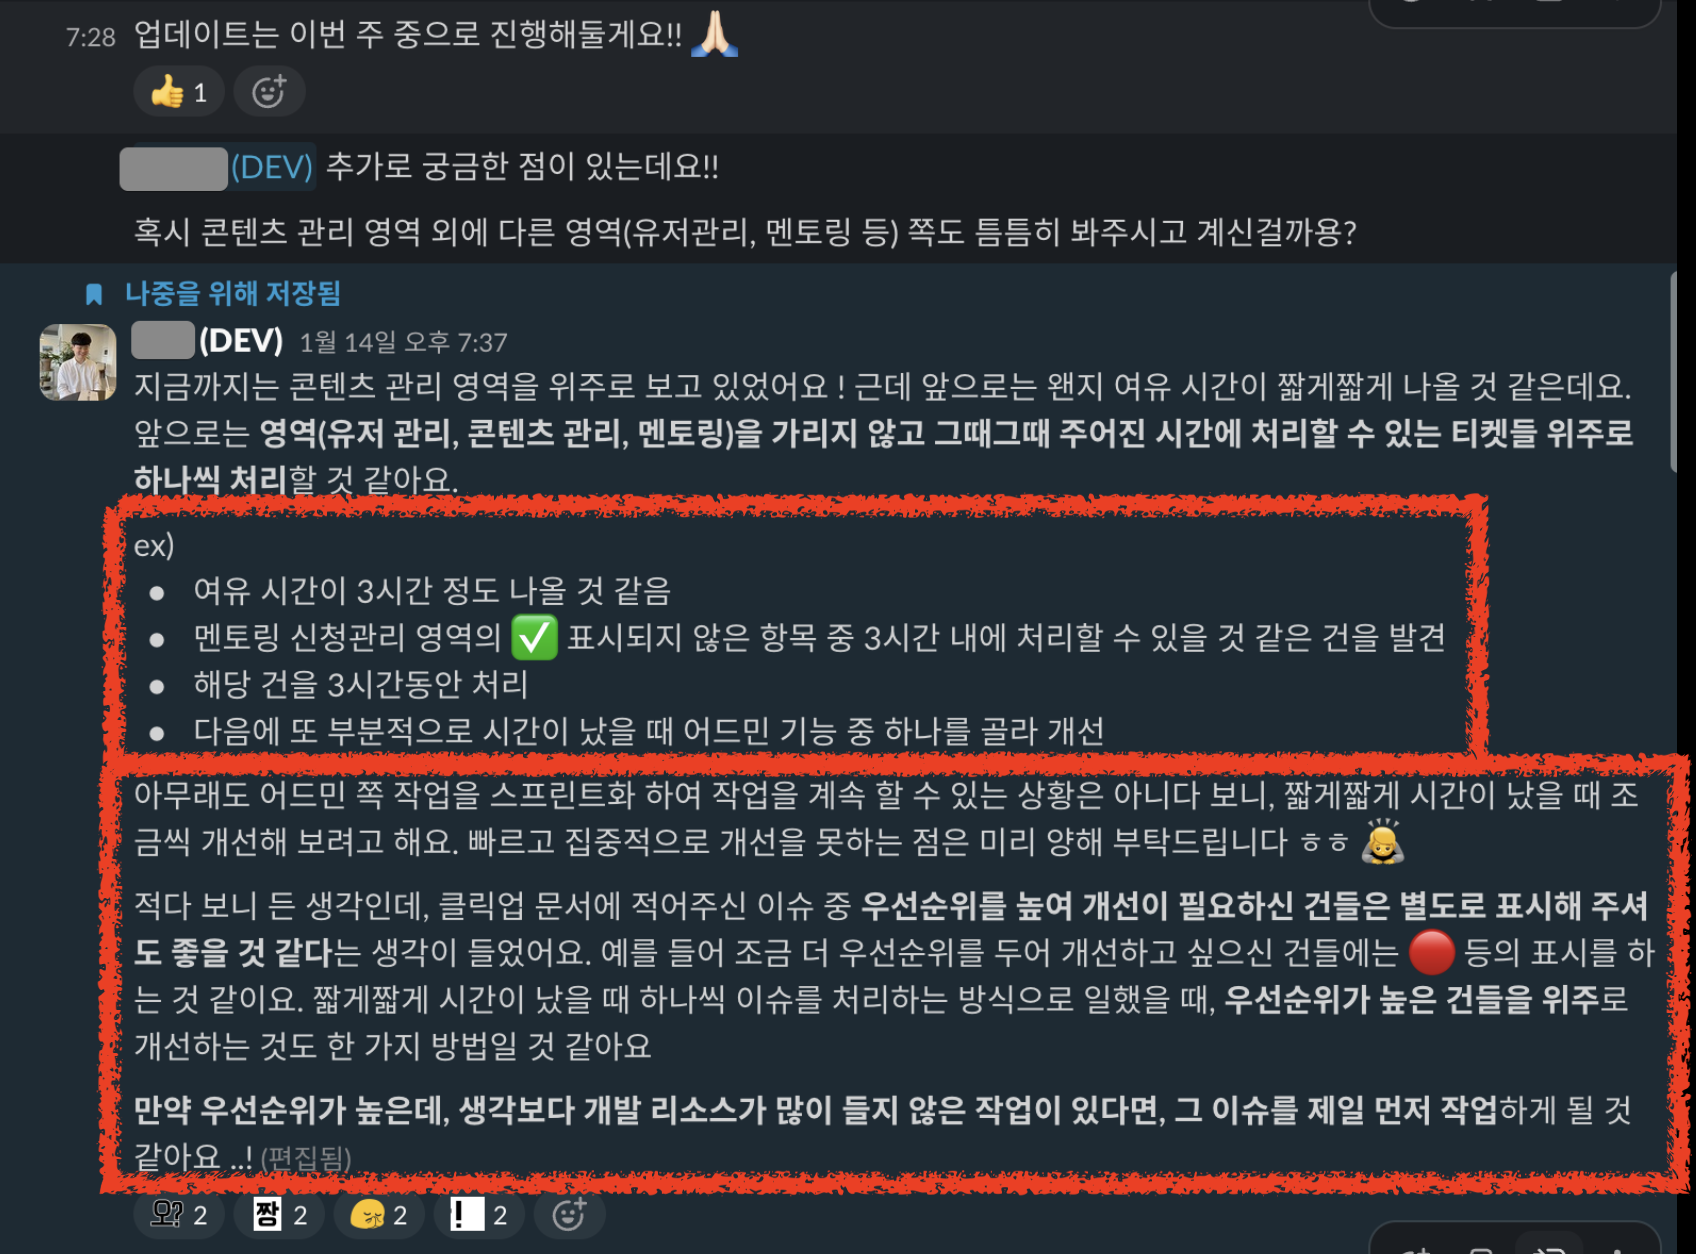 7:28 업데이트는 이번 주 중으로 진행해둘게요!! 🙏🏻
👍 1
(DEV) 추가로 궁금한 점이 있는데요!!
혹시 콘텐츠 관리 영역 외에 다른 영역(유저관리, 멘토링 등) 쪽도 틈틈히 봐주시고 계신걸까용?
나중을 위해 저장됨
(DEV) 1월 14일 오후 7:37
지금까지는 콘텐츠 관리 영역을 위주로 보고 있었어요 ! 근데 앞으로는 왠지 여유 시간이 짧게짧게 나올 것 같은데요.
앞으로는 영역(유저 관리, 콘텐츠 관리, 멘토링)을 가리지 않고 그때그때 주어진 시간에 처리할 수 있는 티켓들 위주로
하나씩 처리할 것 같아요.
ex)
• 여유 시간이 3시간 정도 나올 것 같음
• 멘토링 신청관리 영역의 ✅ 표시되지 않은 항목 중 3시간 내에 처리할 수 있을 것 같은 건을 발견
• 해당 건을 3시간동안 처리
• 다음에 또 부분적으로 시간이 났을 때 어드민 기능 중 하나를 골라 개선
아무래도 어드민 쪽 작업을 스프린트화 하여 작업을 계속 할 수 있는 상황은 아니다 보니, 짧게짧게 시간이 났을 때 조
금씩 개선해 보려고 해요. 빠르고 집중적으로 개선을 못하는 점은 미리 양해 부탁드립니다 ㅎㅎ 🙇
적다 보니 든 생각인데, 클릭업 문서에 적어주신 이슈 중 우선순위를 높여 개선이 필요하신 건들은 별도로 표시해 주셔
도 좋을 것 같다는 생각이 들었어요. 예를 들어 조금 더 우선순위를 두어 개선하고 싶으신 건들에는 🔴 등의 표시를 하
는 것 같이요. 짧게짧게 시간이 났을 때 하나씩 이슈를 처리하는 방식으로 일했을 때, 우선순위가 높은 건들을 위주로
개선하는 것도 한 가지 방법일 것 같아요
만약 우선순위가 높은데, 생각보다 개발 리소스가 많이 들지 않은 작업이 있다면, 그 이슈를 제일 먼저 작업하게 될 것
같아요 ..! (편집됨)
오? 2 짱 2 2 ! 2